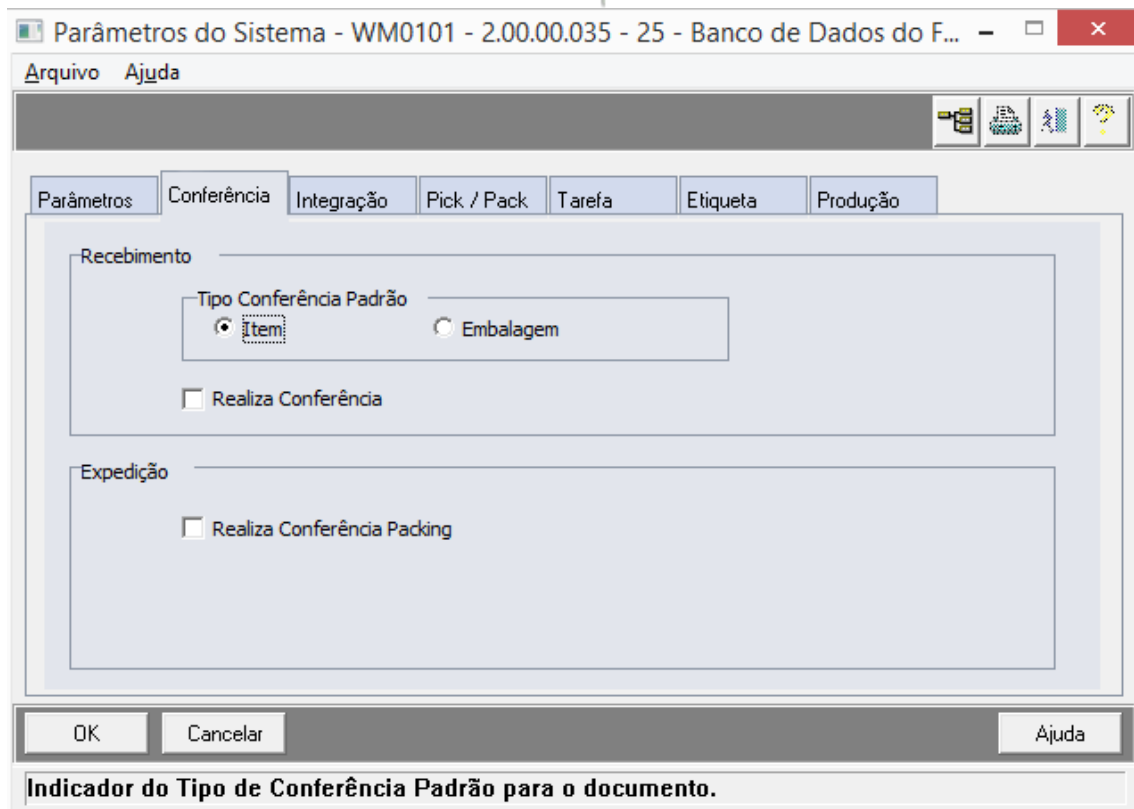 Parâmetros do Sistema - WM0101 - 2.00.00.035 - 25 - Banco de Dados do F...
Arquivo Ajuda
Parâmetros Conferência Integração Pick / Pack Tarefa Etiqueta Produção
Recebimento
Tipo Conferência Padrão
Item Embalagem
Realiza Conferência
Expedição
Realiza Conferência Packing
OK Cancelar Ajuda
Indicador do Tipo de Conferência Padrão para o documento.